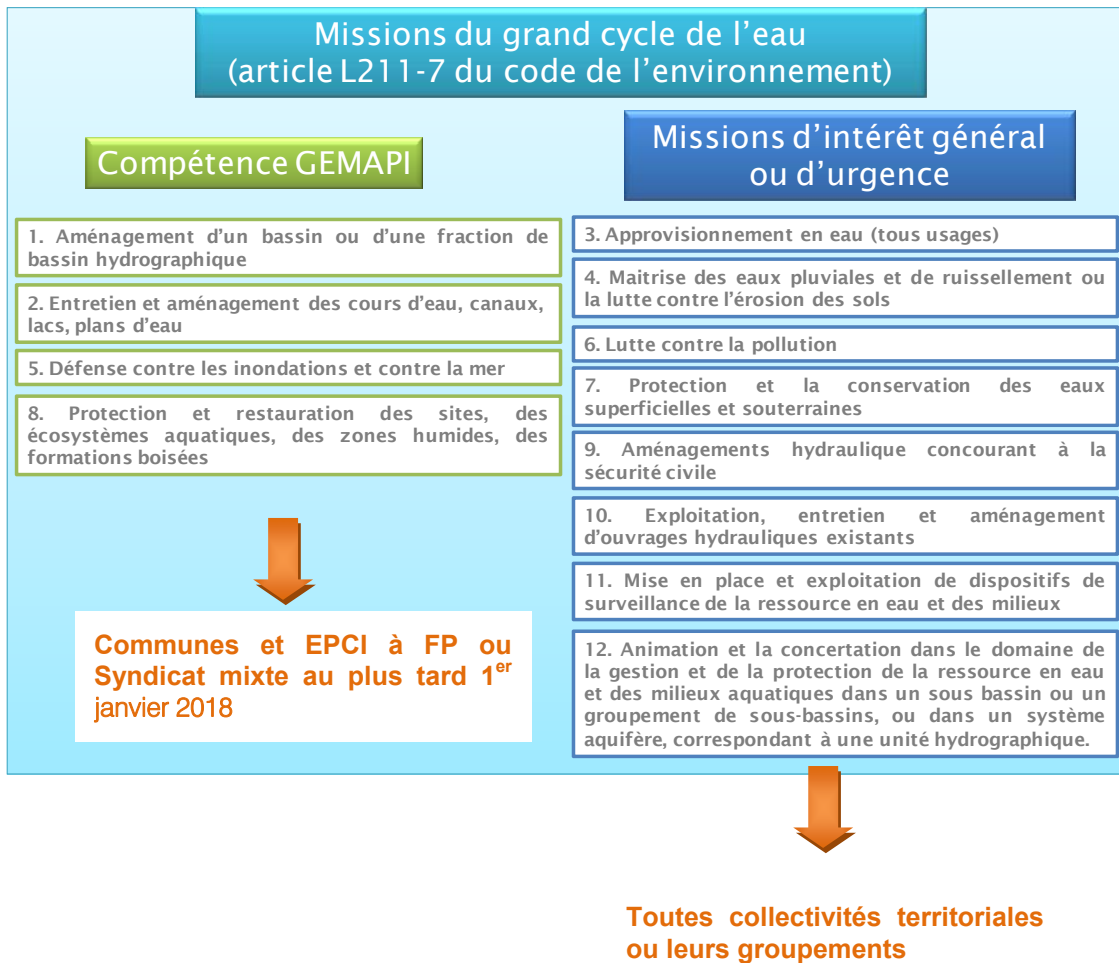 Missions du grand cycle de l’eau
(article L211-7 du code de l’environnement)
Compétence GEMAPI
1. Aménagement d’un bassin ou d’une fraction de
bassin hydrographique
2. Entretien et aménagement des cours d’eau, canaux,
lacs, plans d’eau
5. Défense contre les inondations et contre la mer
8. Protection et restauration des sites, des
écosystèmes aquatiques, des zones humides, des
formations boisées
Communes et EPCI à FP ou
Syndicat mixte au plus tard 1er
janvier 2018
Missions d’intérêt général
ou d’urgence
3. Approvisionnement en eau (tous usages)
4. Maitrise des eaux pluviales et de ruissellement ou
la lutte contre l’érosion des sols
6. Lutte contre la pollution
7. Protection et la conservation des eaux
superficielles et souterraines
9. Aménagements hydraulique concourant à la
sécurité civile
10. Exploitation, entretien et aménagement
d’ouvrages hydrauliques existants
11. Mise en place et exploitation de dispositifs de
surveillance de la ressource en eau et des milieux
12. Animation et la concertation dans le domaine de
la gestion et de la protection de la ressource en eau
et des milieux aquatiques dans un sous bassin ou un
groupement de sous-bassins, ou dans un système
aquifère, correspondant à une unité hydrographique.
Toutes collectivités territoriales
ou leurs groupements